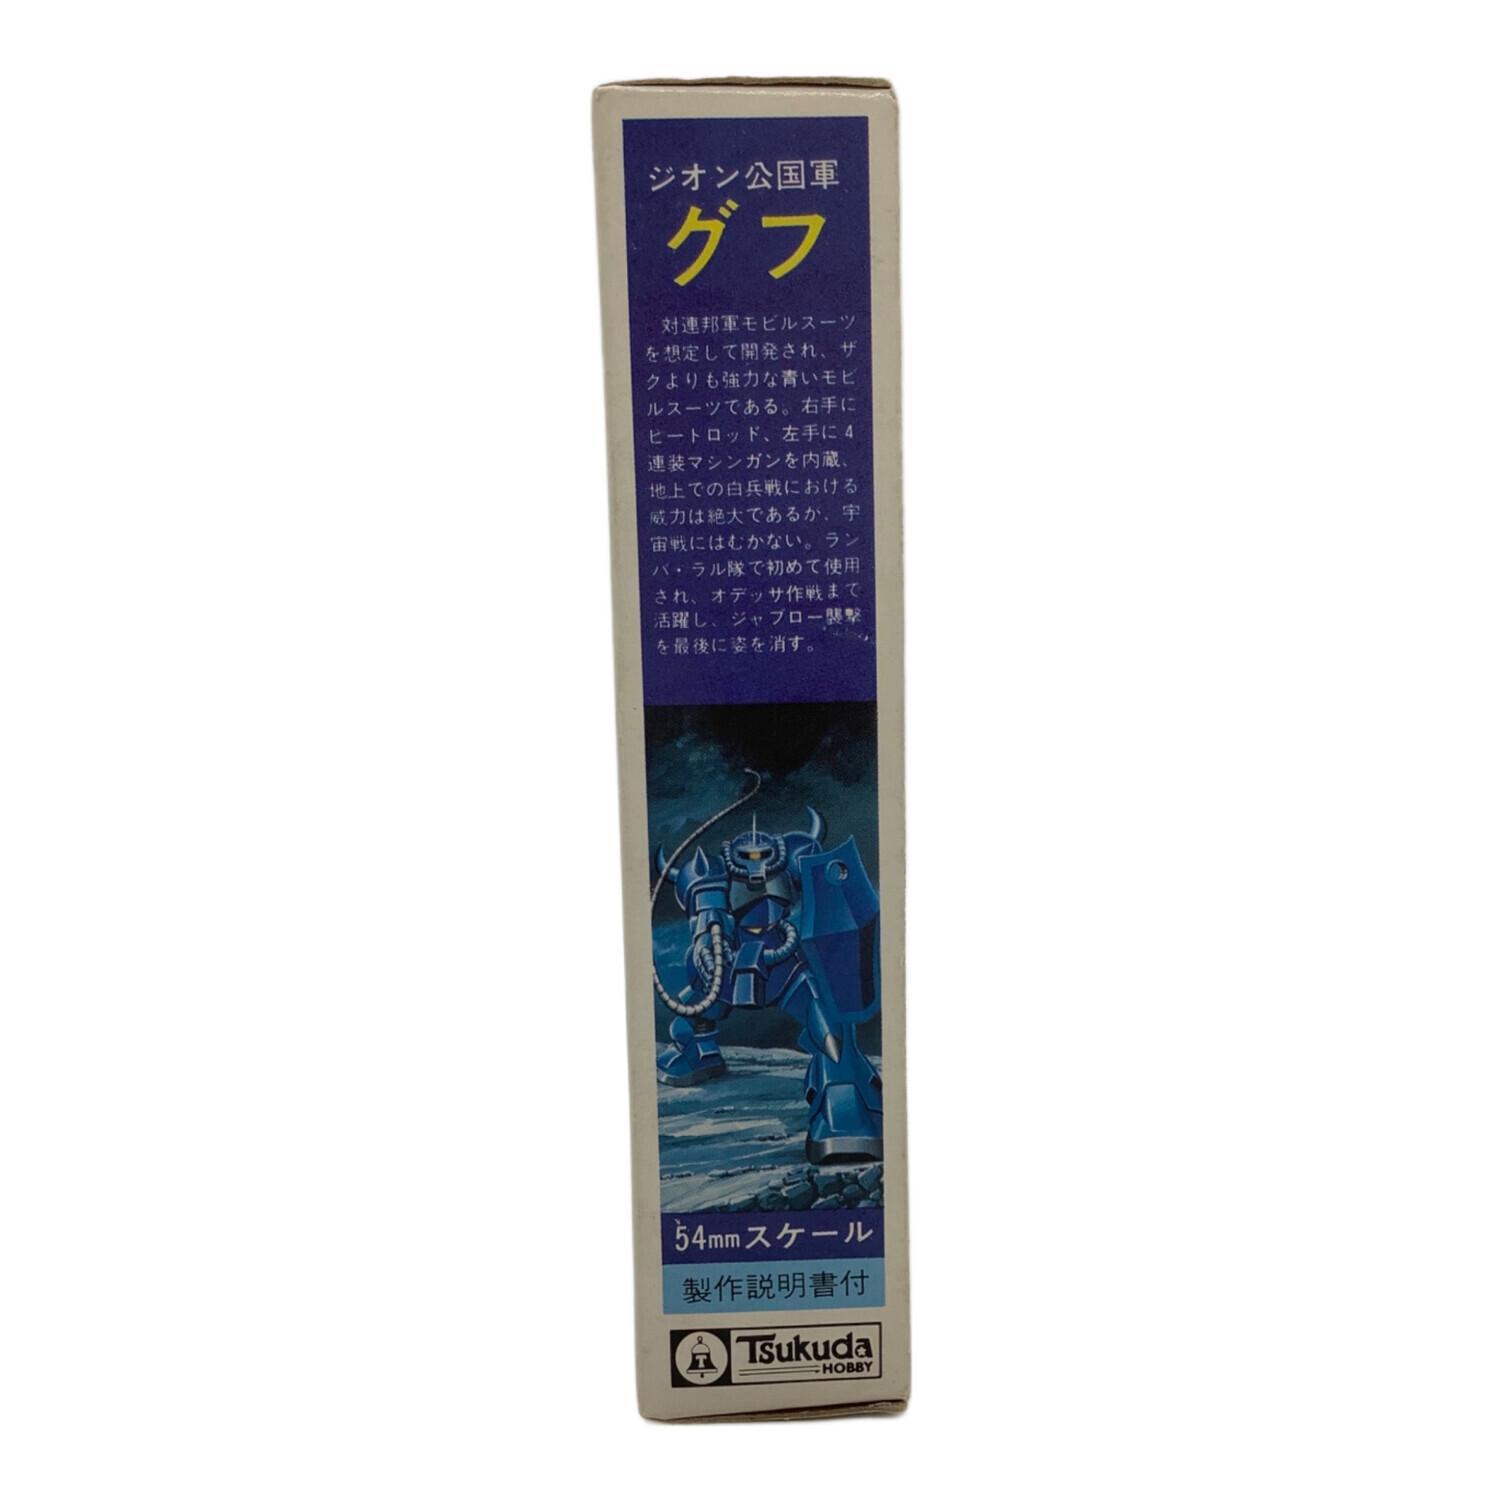 ジオン公国軍
グフ
対連邦軍モビルスーツ
を想定して開発され、ザ
クよりも強力な青いモビ
ルスーツである。右手に
ヒートロッド、左手に4
連装マシンガンを内蔵、
地上での白兵戦における
威力は絶大であるが、宇
宙戦にはむかない。ラン
バ・ラル隊で初めて使用
され、オデッサ作戦まで
活躍し、ジャブロー襲撃
を最後に姿を消す。
54mmスケール
製作説明書付
T
Tsukuda
HOBBY